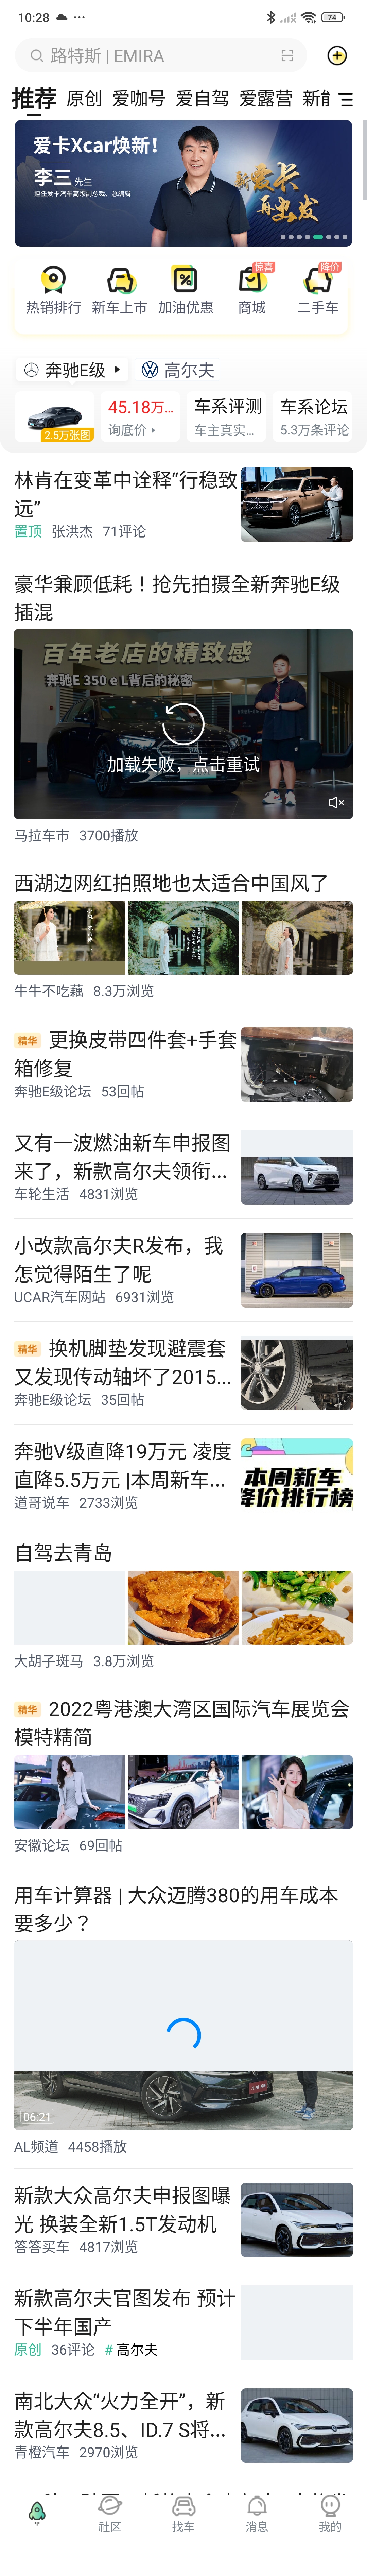 10:28
74
路特斯 | EMIRA
推荐 原创 爱咖号 爱自驾 爱露营 新能
爱卡Xcar焕新！
李三 先生
担任爱卡汽车高级副总裁、总编辑
新爱卡
再出发
惊喜 降价
热销排行 新车上市 加油优惠 商城 二手车
奔驰E级 高尔夫
45.18万... 车系评测 车系论坛
2.5万张图 询底价 车主真实... 5.3万条评论
林肯在变革中诠释“行稳致
远”
置顶 张洪杰 71评论
豪华兼顾低耗！抢先拍摄全新奔驰E级
插混
百年老店的精致感
奔驰E 350 e L背后的秘密
加载失败，点击重试
马拉车市 3700播放
西湖边网红拍照地也太适合中国风了
牛牛不吃藕 8.3万浏览
精华 更换皮带四件套+手套
箱修复
奔驰E级论坛 53回帖
又有一波燃油新车申报图
来了，新款高尔夫领衔...
车轮生活 4831浏览
小改款高尔夫R发布，我
怎觉得陌生了呢
UCAR汽车网站 6931浏览
精华 换机脚垫发现避震套
又发现传动轴坏了2015...
奔驰E级论坛 35回帖
奔驰V级直降19万元 凌度
直降5.5万元 |本周新车...
道哥说车 2733浏览
本周新车
降价排行榜
自驾去青岛
大胡子斑马 3.8万浏览
精华 2022粤港澳大湾区国际汽车展览会
模特精简
安徽论坛 69回帖
用车计算器 | 大众迈腾380的用车成本
要多少？
06:21
AL频道 4458播放
新款大众高尔夫申报图曝
光 换装全新1.5T发动机
答答买车 4817浏览
新款高尔夫官图发布 预计
下半年国产
原创 36评论 # 高尔夫
南北大众“火力全开”，新
款高尔夫8.5、ID.7 S将...
青橙汽车 2970浏览
社区 找车 消息 我的